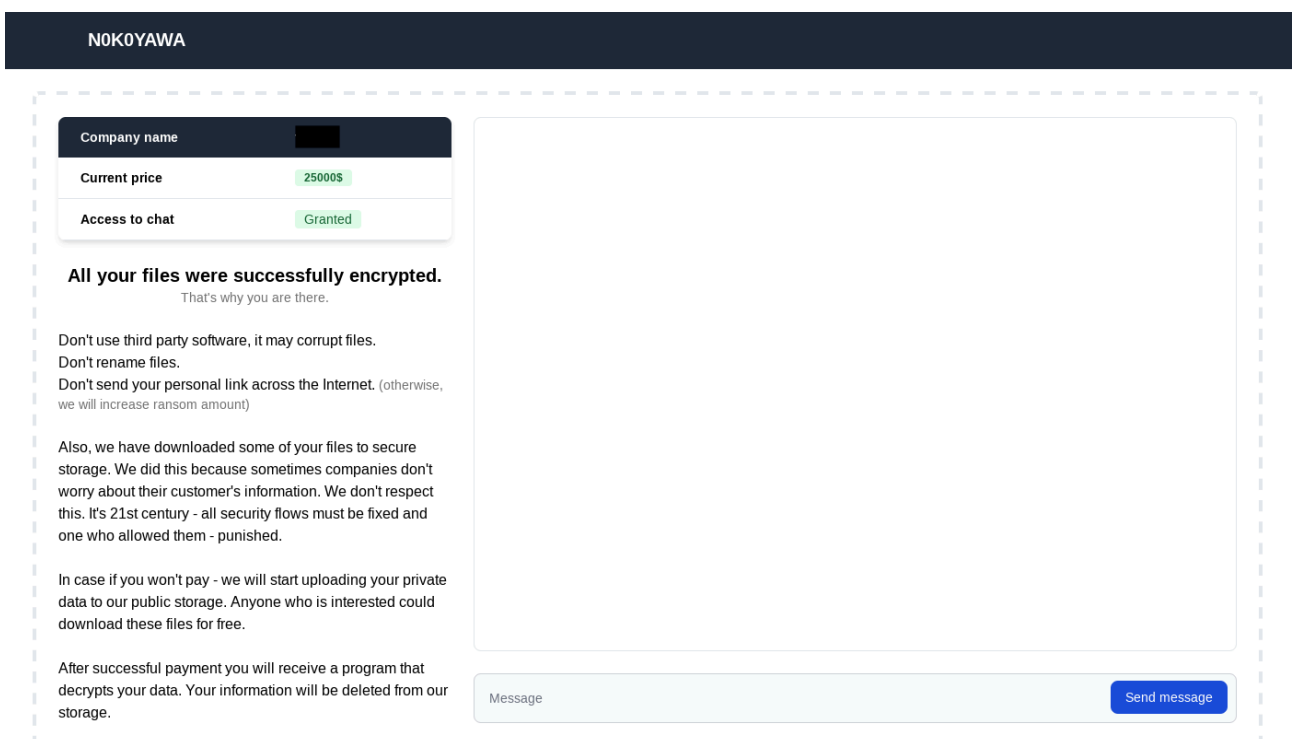 N0K0YAWA
Company name
Current price 25000$
Access to chat Granted
All your files were successfully encrypted.
That's why you are there.
Don't use third party software, it may corrupt files.
Don't rename files.
Don't send your personal link across the Internet. (otherwise,
we will increase ransom amount)
Also, we have downloaded some of your files to secure
storage. We did this because sometimes companies don't
worry about their customer's information. We don't respect
this. It's 21st century - all security flows must be fixed and
one who allowed them - punished.
In case if you won't pay - we will start uploading your private
data to our public storage. Anyone who is interested could
download these files for free.
After successful payment you will receive a program that
decrypts your data. Your information will be deleted from our
storage.
Message
Send message